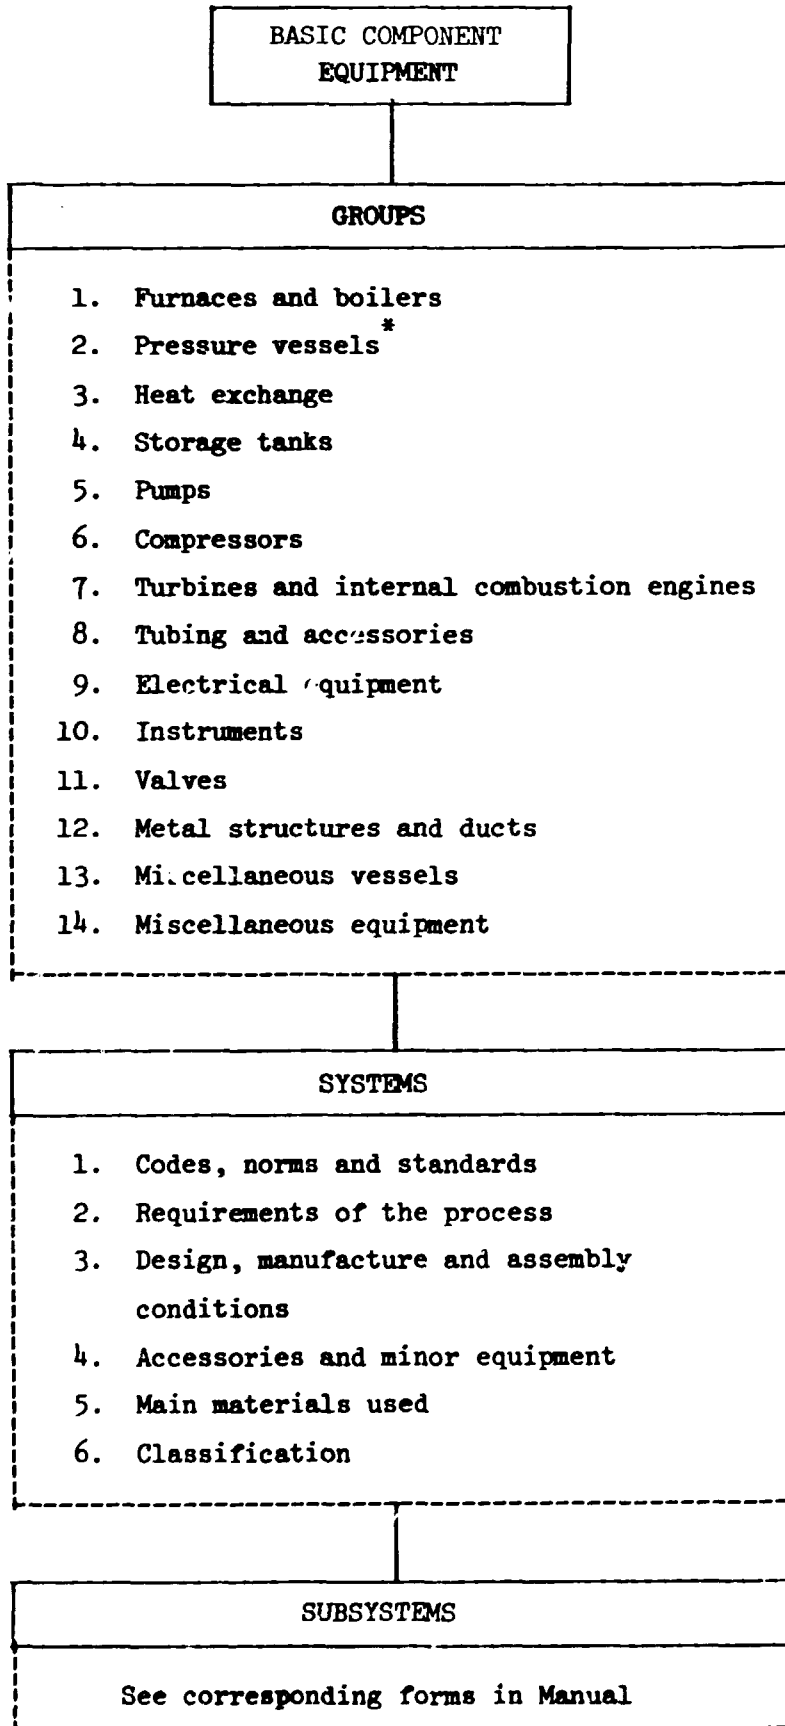 BASIC COMPONENT
EQUIPMENT
GROUPS
1. Furnaces and boilers
2. Pressure vessels*
3. Heat exchange
4. Storage tanks
5. Pumps
6. Compressors
7. Turbines and internal combustion engines
8. Tubing and accessories
9. Electrical equipment
10. Instruments
11. Valves
12. Metal structures and ducts
13. Miscellaneous vessels
14. Miscellaneous equipment
SYSTEMS
1. Codes, norms and standards
2. Requirements of the process
3. Design, manufacture and assembly
conditions
4. Accessories and minor equipment
5. Main materials used
6. Classification
SUBSYSTEMS
See corresponding forms in Manual